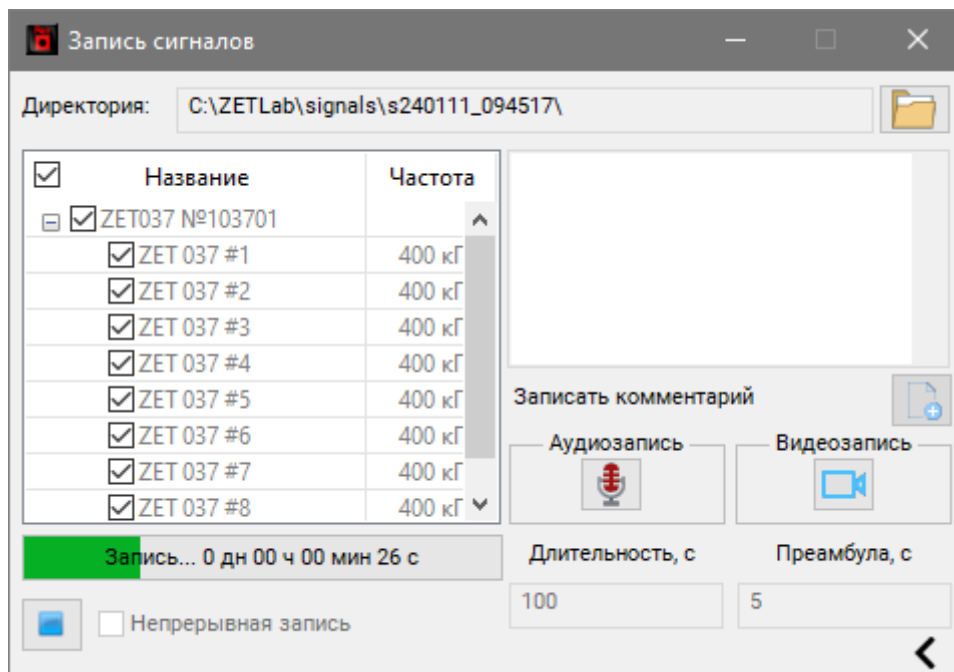 Запись сигналов
Директория: C:\ZETLab\signals\s240111_094517\
Название Частота
ZET037 №103701
ZET 037 #1 400 кГ
ZET 037 #2 400 кГ
ZET 037 #3 400 кГ
ZET 037 #4 400 кГ
ZET 037 #5 400 кГ
ZET 037 #6 400 кГ
ZET 037 #7 400 кГ
ZET 037 #8 400 кГ
Записать комментарий
Аудиозапись Видеозапись
Запись... 0 дн 00 ч 00 мин 26 с
Длительность, с Преамбула, с
100 5
Непрерывная запись